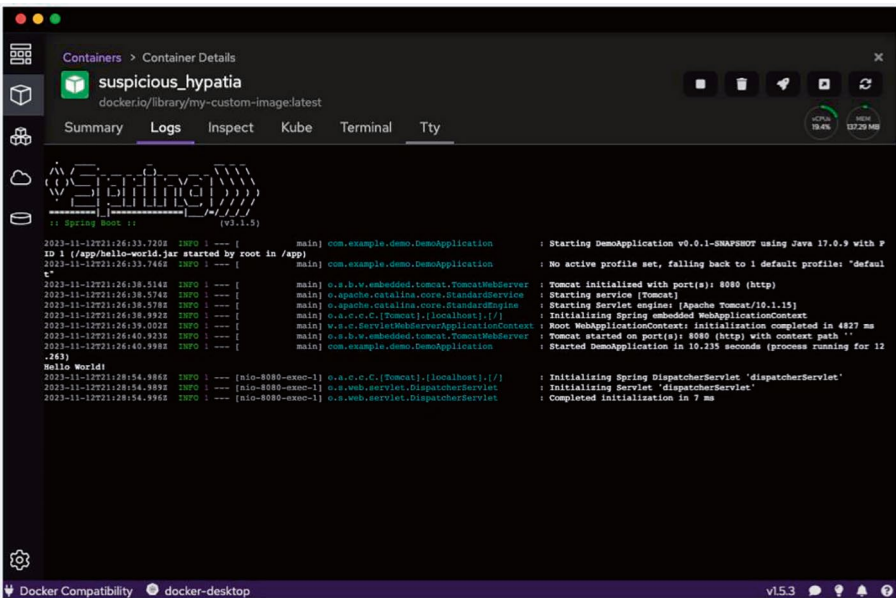 Containers > Container Details
suspicious_hypatia
docker.io/library/my-custom-image:latest
Summary Logs Inspect Kube Terminal Tty
vCPUs
19.4%
MEM
137.29 MB
Spring
:: Spring Boot :: (v3.1.5)
2023-11-12T21:26:33.720Z INFO 1 --- [ main] com.example.demo.DemoApplication : Starting DemoApplication v0.0.1-SNAPSHOT using Java 17.0.9 with P
ID 1 (/app/hello-world.jar started by root in /app)
2023-11-12T21:26:33.746Z INFO 1 --- [ main] com.example.demo.DemoApplication : No active profile set, falling back to 1 default profile: "defaul
t"
2023-11-12T21:26:38.514Z INFO 1 --- [ main] o.s.b.w.embedded.tomcat.TomcatWebServer : Tomcat initialized with port(s): 8080 (http)
2023-11-12T21:26:38.574Z INFO 1 --- [ main] o.apache.catalina.core.StandardService : Starting service [Tomcat]
2023-11-12T21:26:38.578Z INFO 1 --- [ main] o.apache.catalina.core.StandardEngine : Starting Servlet engine: [Apache Tomcat/10.1.15]
2023-11-12T21:26:38.992Z INFO 1 --- [ main] o.a.c.c.C.[Tomcat].[localhost].[/] : Initializing Spring embedded WebApplicationContext
2023-11-12T21:26:39.002Z INFO 1 --- [ main] w.s.c.ServletWebServerApplicationContext : Root WebApplicationContext: initialization completed in 4827 ms
2023-11-12T21:26:40.923Z INFO 1 --- [ main] o.s.b.w.embedded.tomcat.TomcatWebServer : Tomcat started on port(s): 8080 (http) with context path ''
2023-11-12T21:26:40.998Z INFO 1 --- [ main] com.example.demo.DemoApplication : Started DemoApplication in 10.235 seconds (process running for 12
.263)
Hello World!
2023-11-12T21:28:54.986Z INFO 1 --- [nio-8080-exec-1] o.a.c.c.C.[Tomcat].[localhost].[/] : Initializing Spring DispatcherServlet 'dispatcherServlet'
2023-11-12T21:28:54.989Z INFO 1 --- [nio-8080-exec-1] o.s.web.servlet.DispatcherServlet : Initializing Servlet 'dispatcherServlet'
2023-11-12T21:28:54.996Z INFO 1 --- [nio-8080-exec-1] o.s.web.servlet.DispatcherServlet : Completed initialization in 7 ms
Docker Compatibility docker-desktop v1.5.3